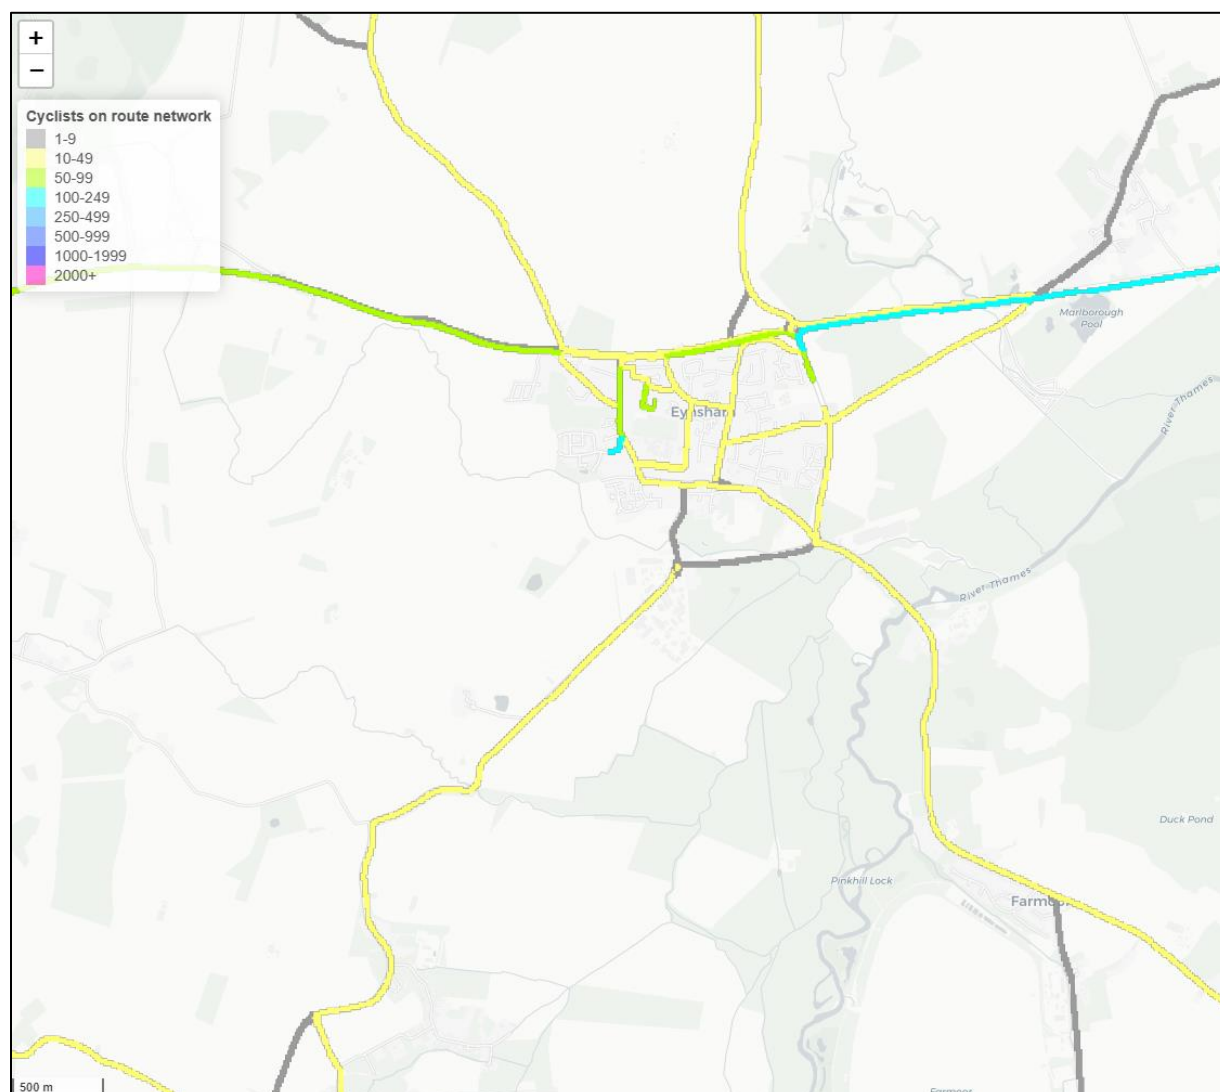 +
−
Cyclists on route network
1-9
10-49
50-99
100-249
250-499
500-999
1000-1999
2000+
Marlborough
Pool
River Thames
Eynsham
River Thames
Duck Pond
Pinkhill Lock
500 m